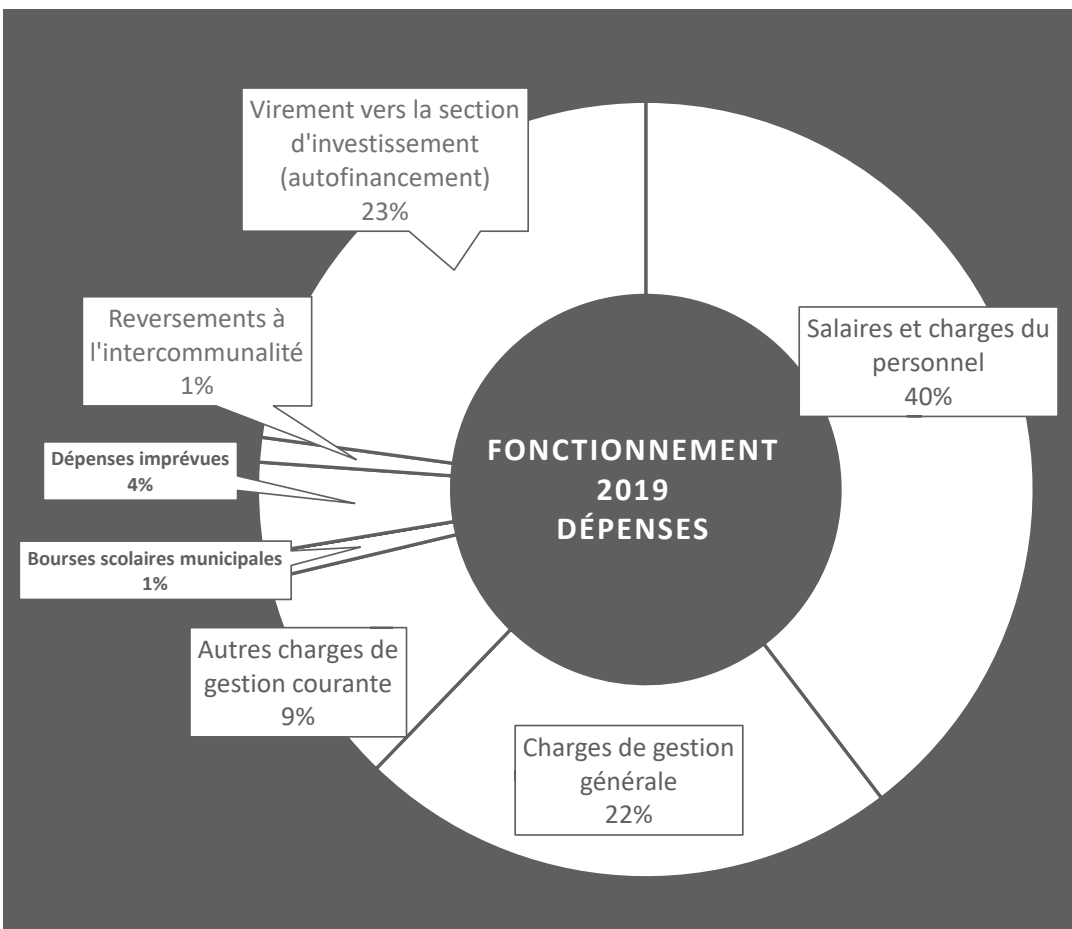 Virement vers la section
d'investissement
(autofinancement)
23%
Salaires et charges du
personnel
40%
Reversements à
l'intercommunalité
1%
FONCTIONNEMENT
2019
DÉPENSES
Dépenses imprévues
4%
Bourses scolaires municipales
1%
Autres charges de
gestion courante
9%
Charges de gestion
générale
22%